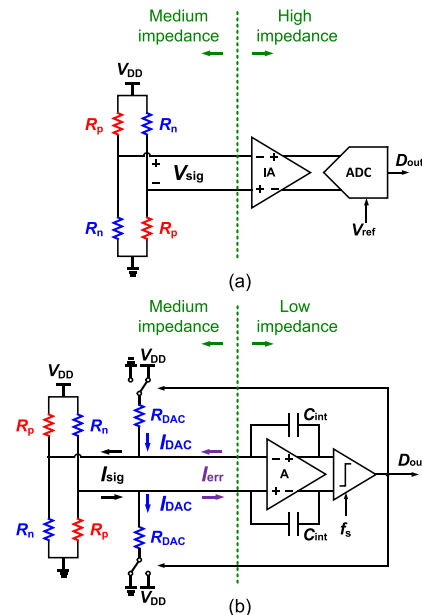 Medium impedance
High impedance
VDD
Rp
Rn
+
−
Vsig
− +
IA
+ −
ADC
Dout
Rn
Rp
Vref
(a)
Medium impedance
Low impedance
VDD
VDD
RDAC
Cint
Rp
Rn
IDAC
Isig
Ierr
− +
A
+ −
Dou
IDAC
Cint
fs
Rn
Rp
RDAC
VDD
(b)